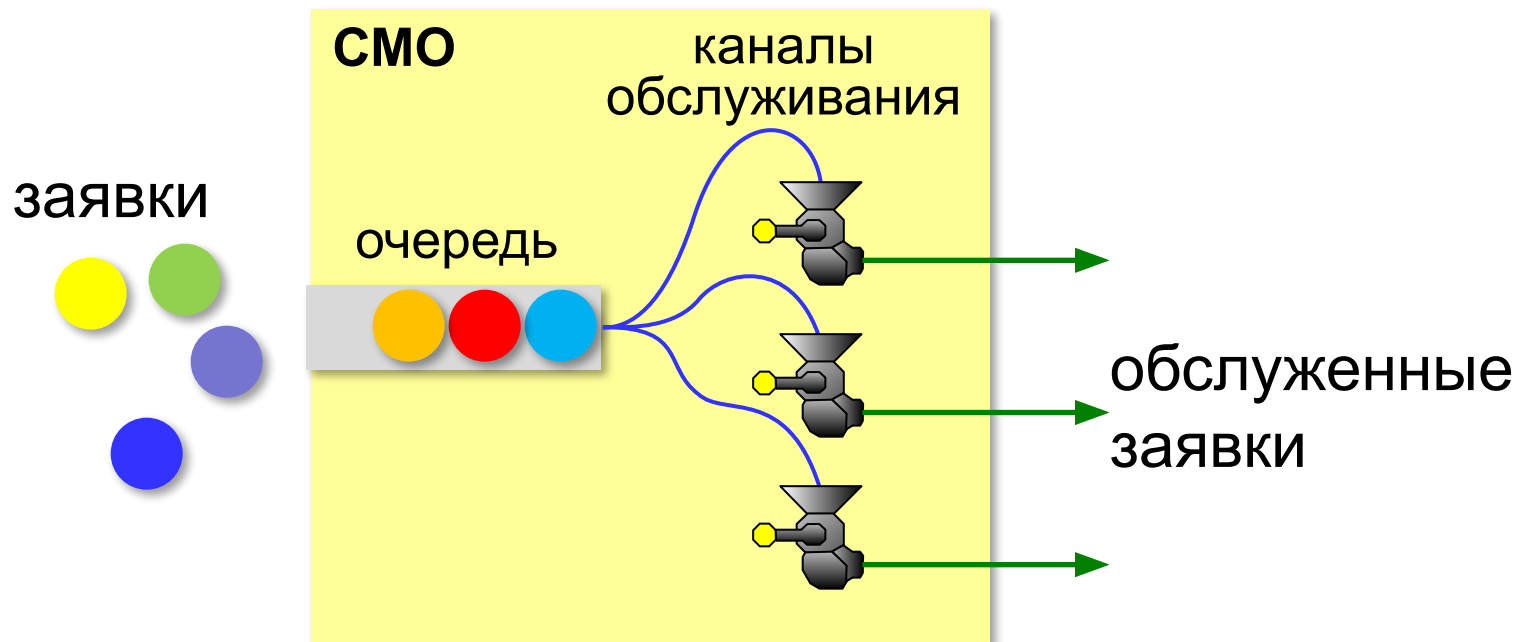 СМО
каналы
обслуживания
заявки
очередь
обслуженные
заявки